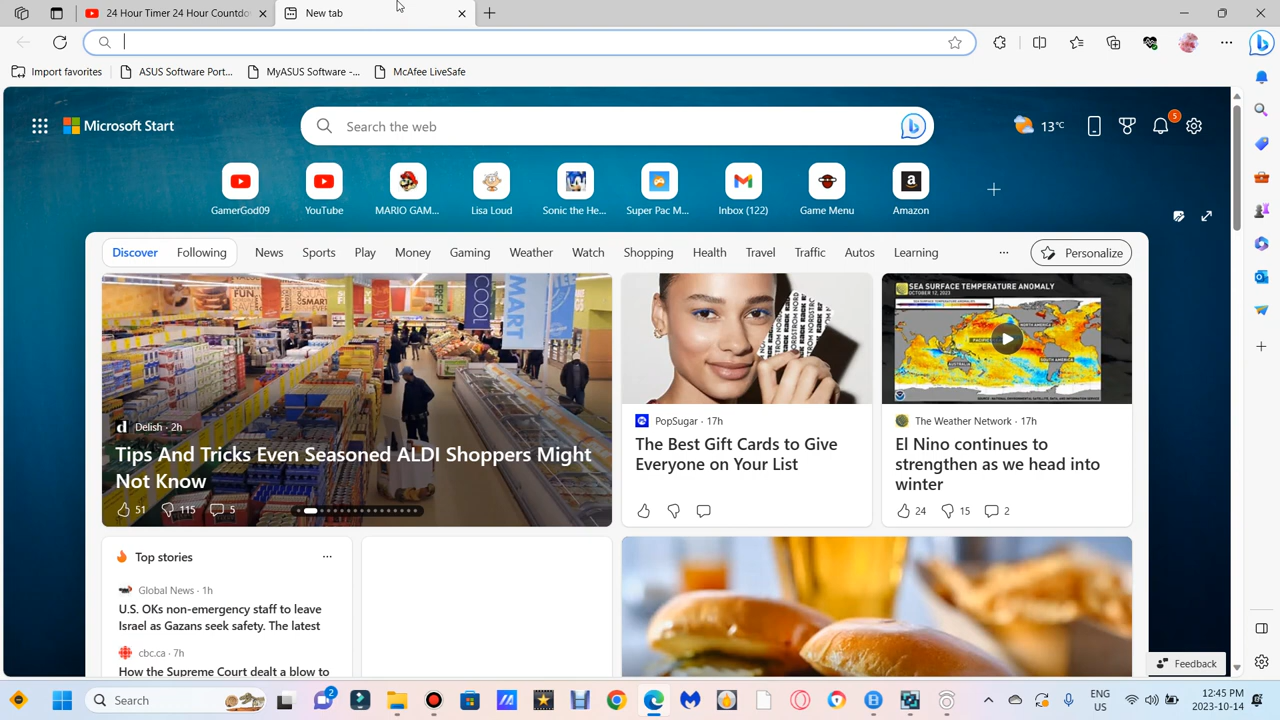 24 Hour Timer 24 Hour Countdo
New tab
Import favorites
ASUS Software Port...
MyASUS Software -...
McAfee LiveSafe
Microsoft Start
Search the web
13°C
5
GamerGod09
YouTube
MARIO GAM...
Lisa Loud
Sonic the He...
Super Pac M...
Inbox (122)
Game Menu
Amazon
Discover
Following
News
Sports
Play
Money
Gaming
Weather
Watch
Shopping
Health
Travel
Traffic
Autos
Learning
...
Personalize
Delish · 2h
Tips And Tricks Even Seasoned ALDI Shoppers Might
Not Know
51
115
5
PopSugar · 17h
The Best Gift Cards to Give
Everyone on Your List
SEA SURFACE TEMPERATURE ANOMALY
OCTOBER 12, 2023
The Weather Network · 17h
El Nino continues to
strengthen as we head into
winter
24
15
2
Top stories
Global News · 1h
U.S. OKs non-emergency staff to leave
Israel as Gazans seek safety. The latest
cbc.ca · 7h
How the Supreme Court dealt a blow to
Feedback
Search
2
ENG
US
12:45 PM
2023-10-14